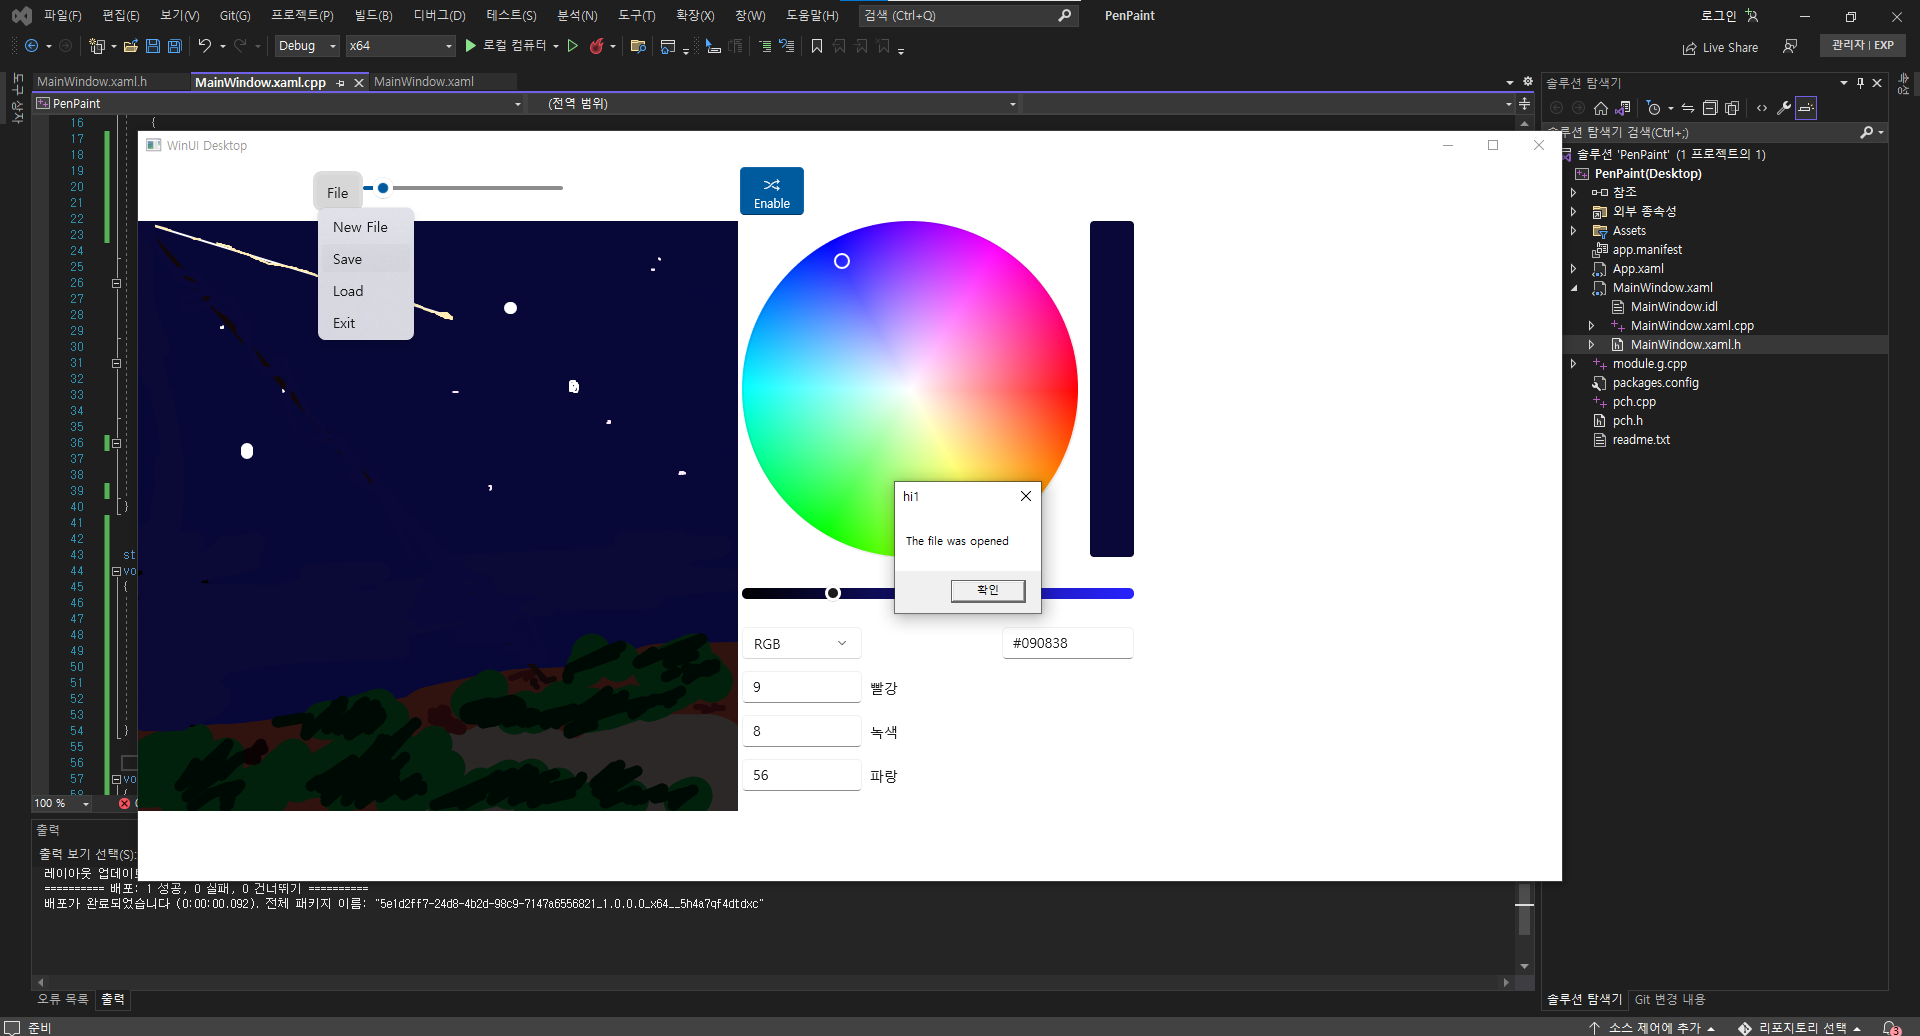 파일(F) 편집(E) 보기(V) Git(G) 프로젝트(P) 빌드(B) 디버그(D) 테스트(S) 분석(N) 도구(T) 확장(X) 창(W) 도움말(H) 검색 (Ctrl+Q) PenPaint 로그인
Debug x64 로컬 컴퓨터 Live Share 관리자 | EXP
도구 상자
MainWindow.xaml.h MainWindow.xaml.cpp MainWindow.xaml
PenPaint (전역 범위)
16 {
17
18
19
20
21
22
23
24
25
26
27
28
29
30
31
32
33
34
35
36
37
38
39
40 }
41
42
43 st
44 vo
45 {
46
47
48
49
50
51
52
53
54 }
55
56
57 vo
58 {
100 %
WinUI Desktop
File
New File
Save
Load
Exit
Enable
hi1
The file was opened
확인
RGB #090838
9 빨강
8 녹색
56 파랑
출력
출력 보기 선택(S):
레이아웃 업데이트
========== 배포: 1 성공, 0 실패, 0 건너뛰기 ==========
배포가 완료되었습니다 (0:00:00.092). 전체 패키지 이름: "5e1d2ff7-24d8-4b2d-98c9-7147a6556821_1.0.0.0_x64__5h4a7qf4dtdxc"
오류 목록 출력
준비
솔루션 탐색기
솔루션 탐색기 검색(Ctrl+;)
솔루션 'PenPaint' (1 프로젝트의 1)
PenPaint(Desktop)
참조
외부 종속성
Assets
app.manifest
App.xaml
MainWindow.xaml
MainWindow.idl
MainWindow.xaml.cpp
MainWindow.xaml.h
module.g.cpp
packages.config
pch.cpp
pch.h
readme.txt
속성
솔루션 탐색기 Git 변경 내용
소스 제어에 추가 리포지토리 선택 3